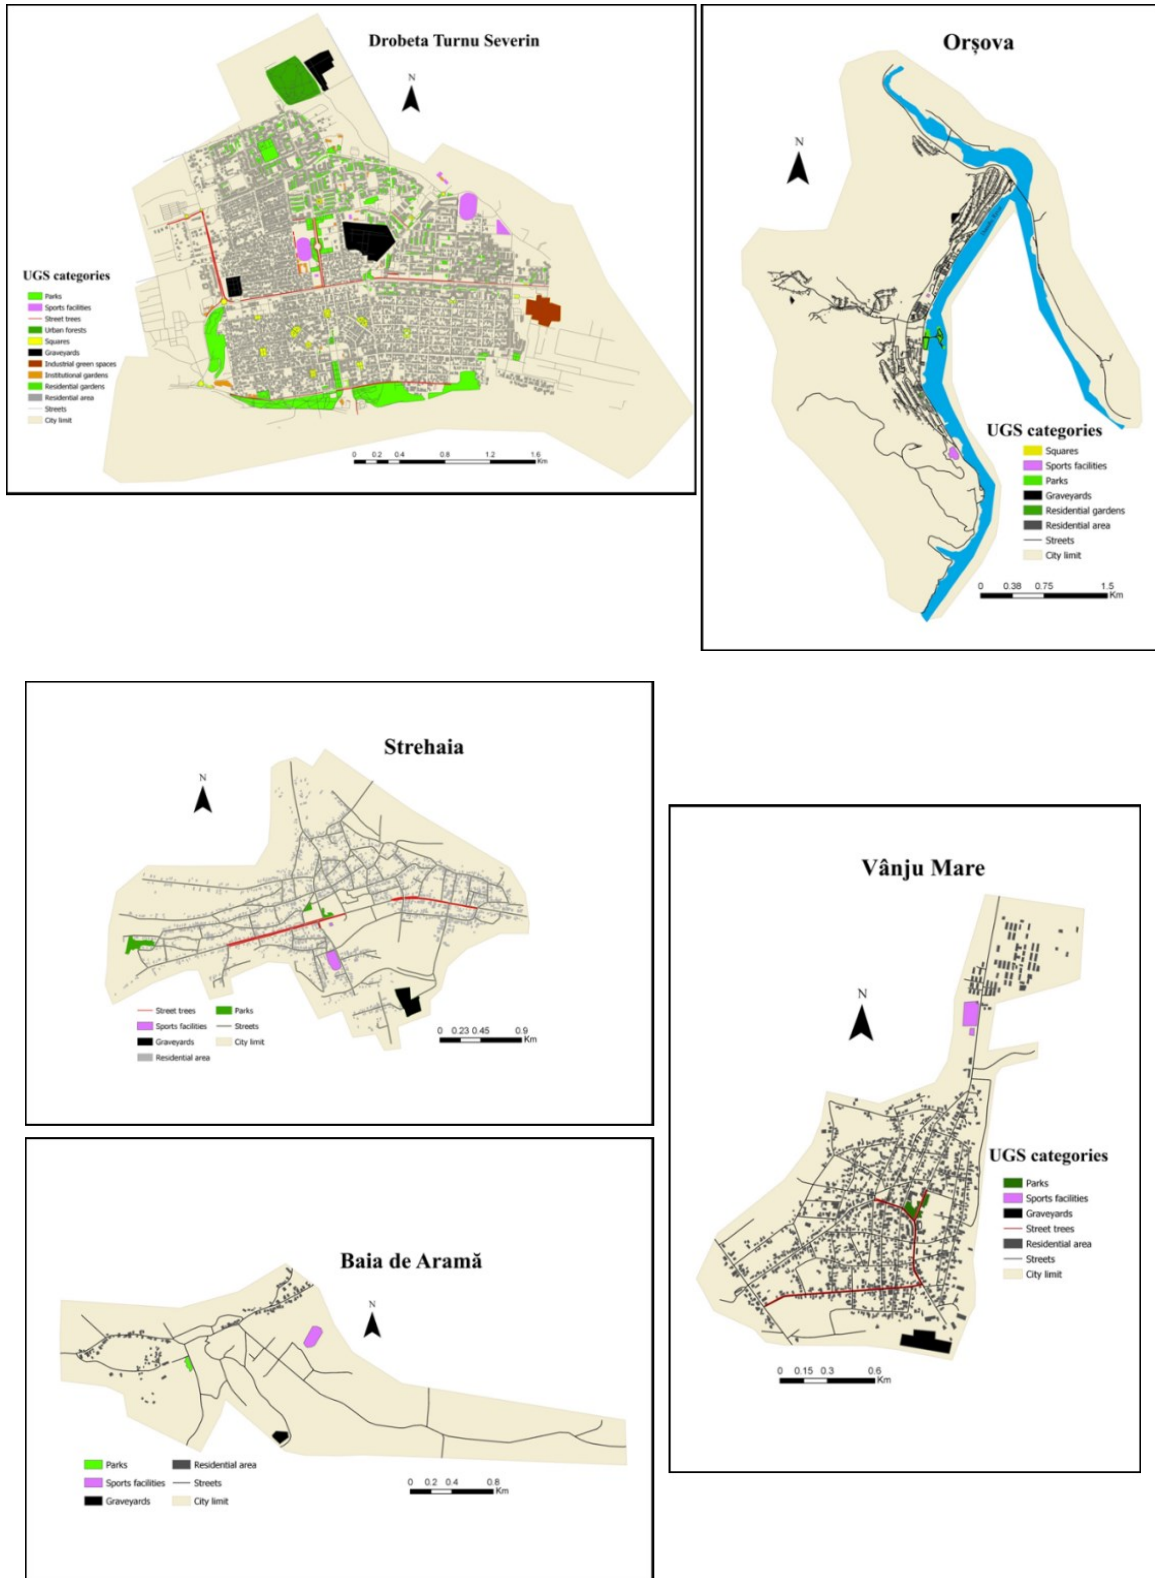 Drobeta Turnu Severin
N
UGS categories
Parks
Sports facilities
Street trees
Urban forests
Squares
Graveyards
Industrial green spaces
Institutional gardens
Residential gardens
Residential area
Streets
City limit
0 0.2 0.4 0.8 1.2 1.6
Km
Orșova
N
UGS categories
Squares
Sports facilities
Parks
Graveyards
Residential gardens
Residential area
Streets
City limit
0 0.38 0.75 1.5
Km
Strehaia
N
Street trees Parks
Sports facilities Streets
Graveyards City limit
Residential area
0 0.23 0.45 0.9
Km
Vânju Mare
N
UGS categories
Parks
Sports facilities
Graveyards
Street trees
Residential area
Streets
City limit
0 0.15 0.3 0.6
Km
Baia de Aramă
N
Parks Residential area
Sports facilities Streets
Graveyards City limit
0 0.2 0.4 0.8
Km